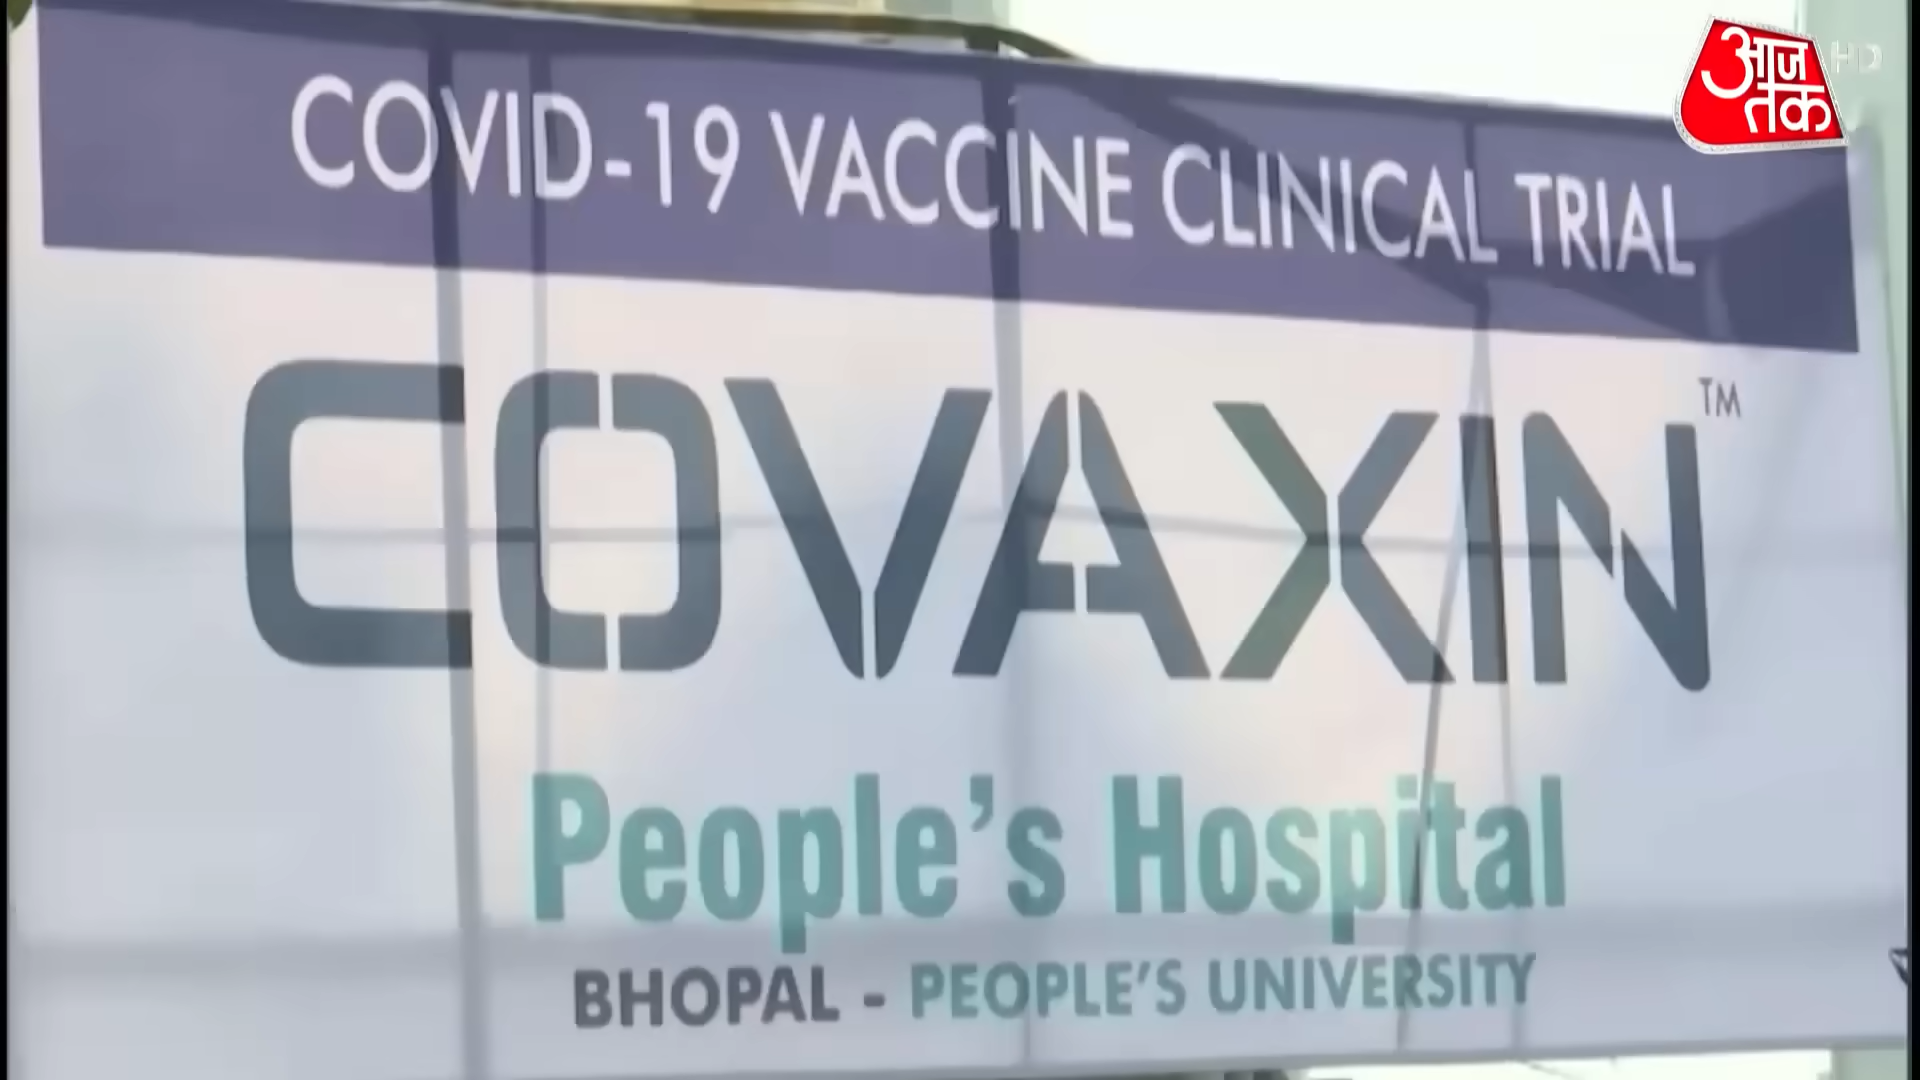 आज तक HD
COVID-19 VACCINE CLINICAL TRIAL
COVAXIN™
People's Hospital
BHOPAL - PEOPLE'S UNIVERSITY